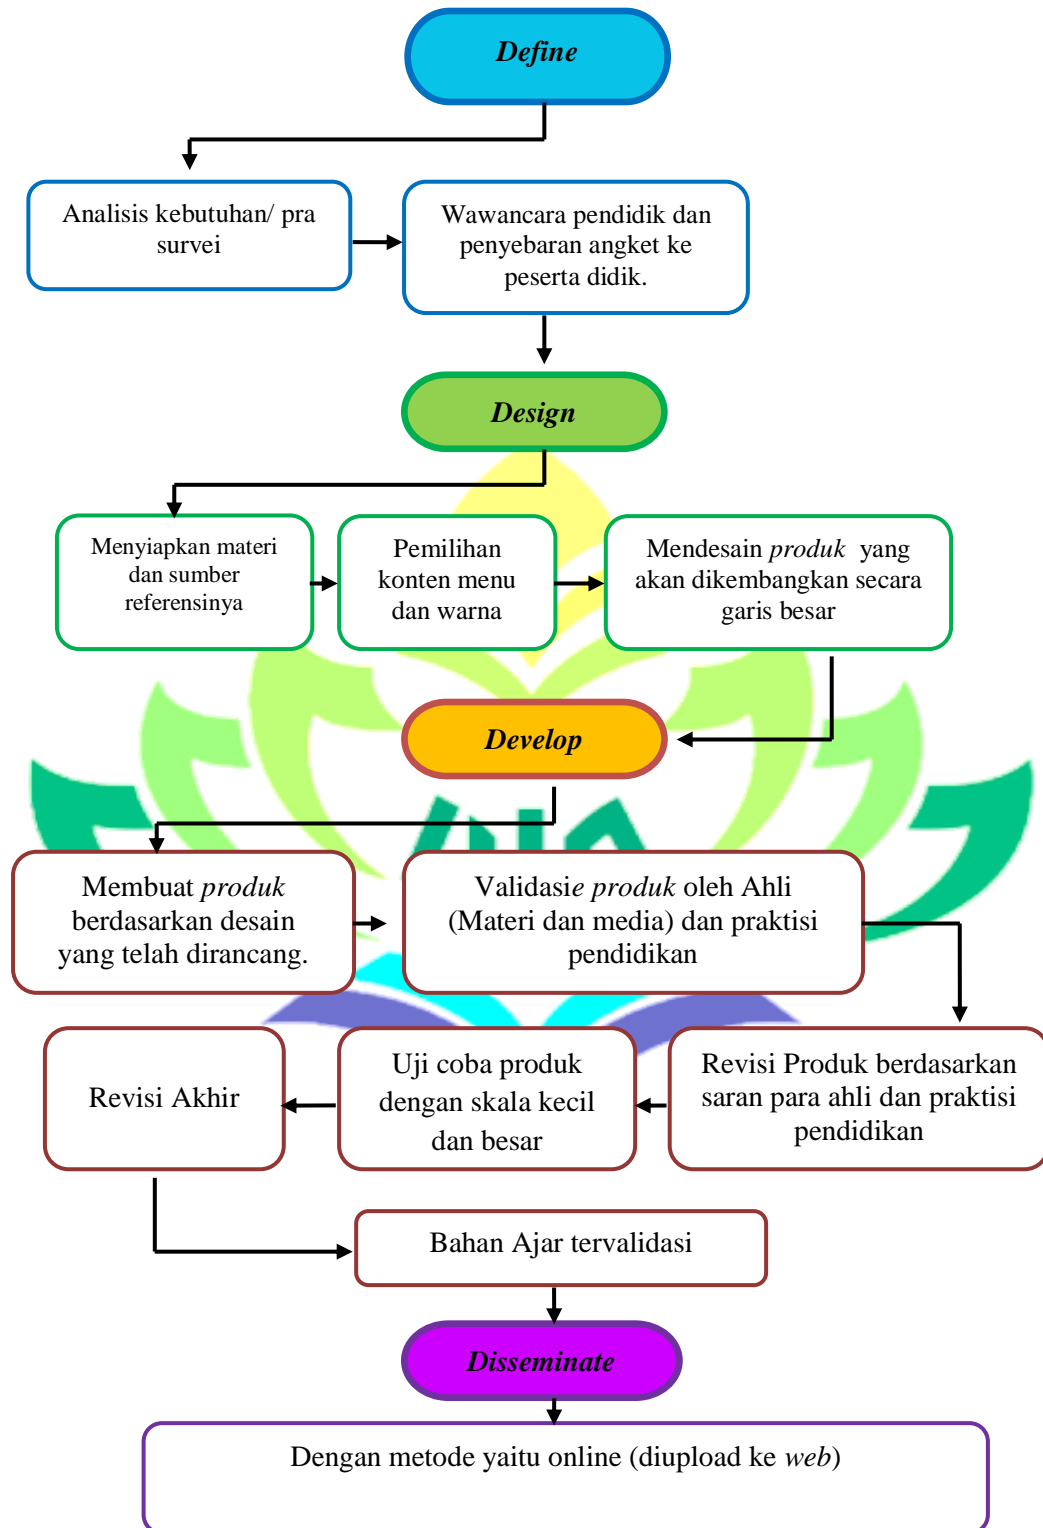 Define
Analisis kebutuhan/ pra
survei
Wawancara pendidik dan
penyebaran angket ke
peserta didik.
Design
Menyiapkan materi
dan sumber
referensinya
Pemilihan
konten menu
dan warna
Mendesain produk yang
akan dikembangkan secara
garis besar
Develop
Membuat produk
berdasarkan desain
yang telah dirancang.
Validasie produk oleh Ahli
(Materi dan media) dan praktisi
pendidikan
Revisi Produk berdasarkan
saran para ahli dan praktisi
pendidikan
Uji coba produk
dengan skala kecil
dan besar
Revisi Akhir
Bahan Ajar tervalidasi
Disseminate
Dengan metode yaitu online (diupload ke web)